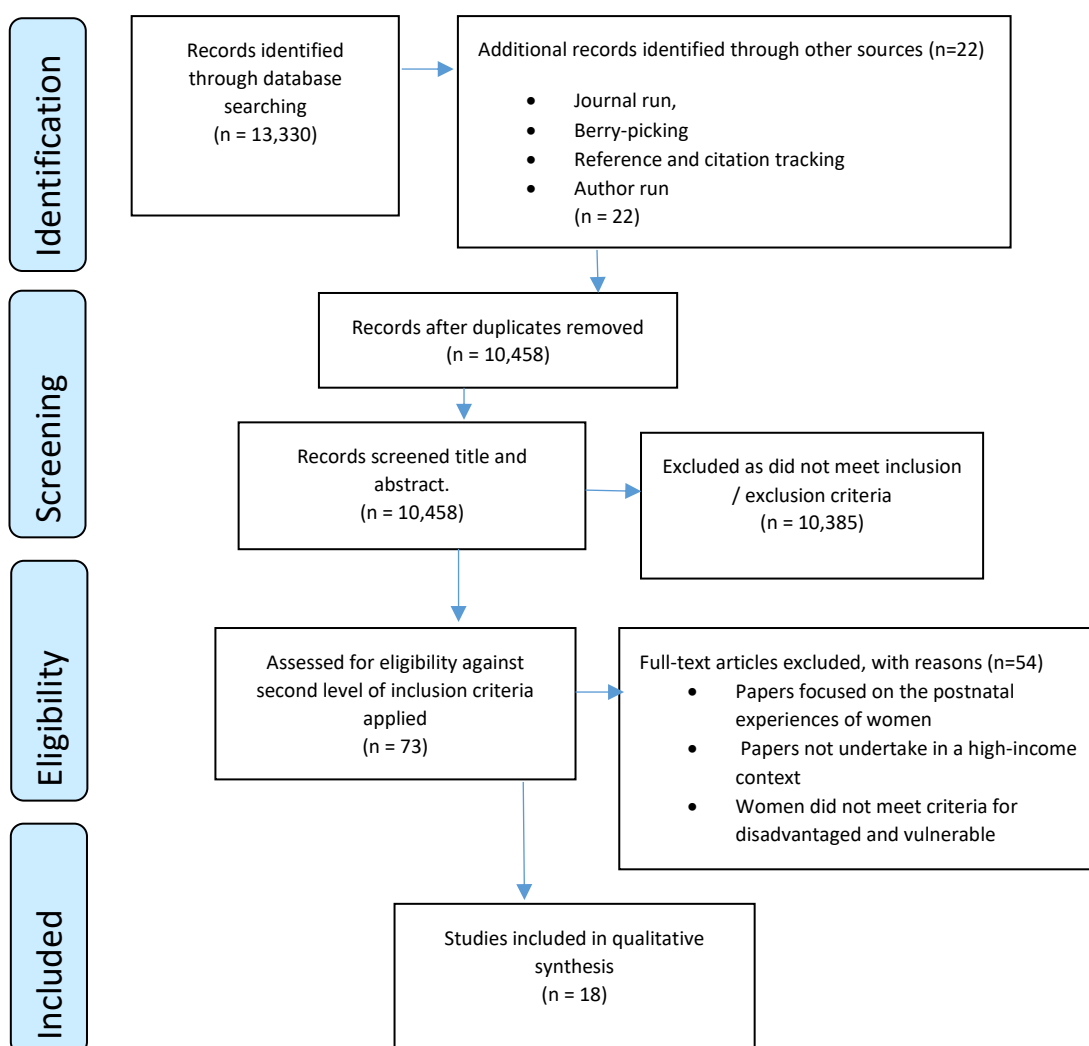 Identification
Records identified
through database
searching
(n = 13,330)
Additional records identified through other sources (n=22)
• Journal run,
• Berry-picking
• Reference and citation tracking
• Author run
(n = 22)
Screening
Records after duplicates removed
(n = 10,458)
Records screened title and
abstract.
(n = 10,458)
Excluded as did not meet inclusion
/ exclusion criteria
(n = 10,385)
Eligibility
Assessed for eligibility against
second level of inclusion criteria
applied
(n = 73)
Full-text articles excluded, with reasons (n=54)
• Papers focused on the postnatal
experiences of women
• Papers not undertake in a high-income
context
• Women did not meet criteria for
disadvantaged and vulnerable
Included
Studies included in qualitative
synthesis
(n = 18)